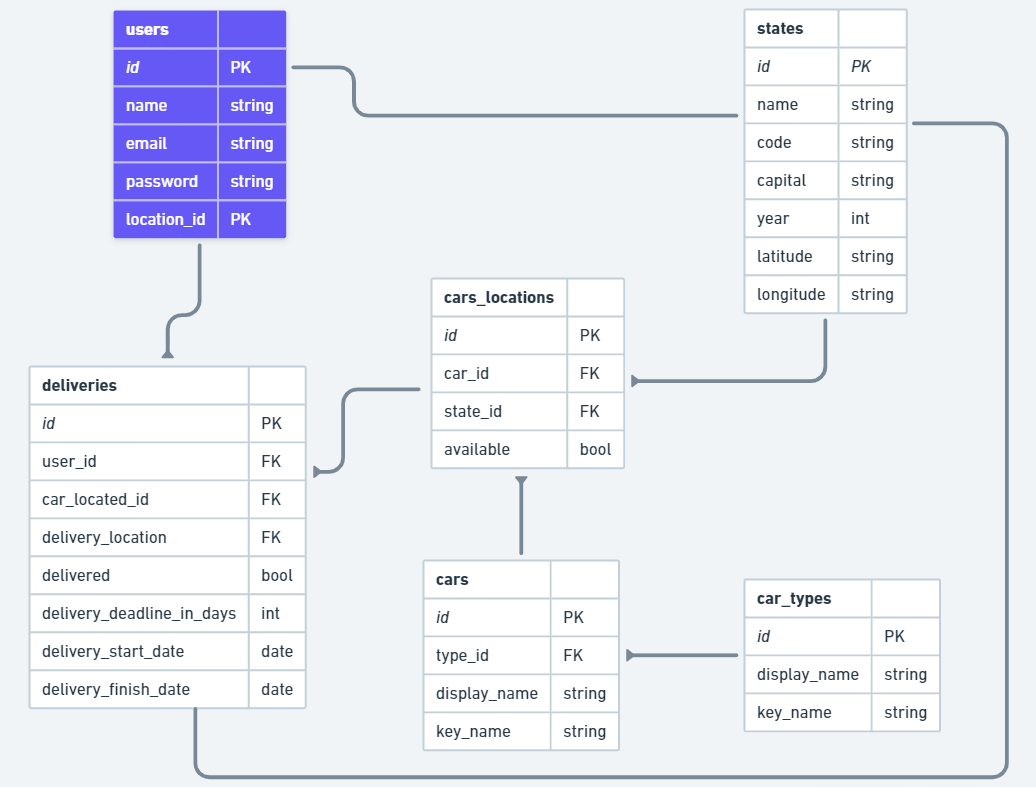 users
id PK
name string
email string
password string
location_id PK
states
id PK
name string
code string
capital string
year int
latitude string
longitude string
cars_locations
id PK
car_id FK
state_id FK
available bool
deliveries
id PK
user_id FK
car_located_id FK
delivery_location FK
delivered bool
delivery_deadline_in_days int
delivery_start_date date
delivery_finish_date date
cars
id PK
type_id FK
display_name string
key_name string
car_types
id PK
display_name string
key_name string